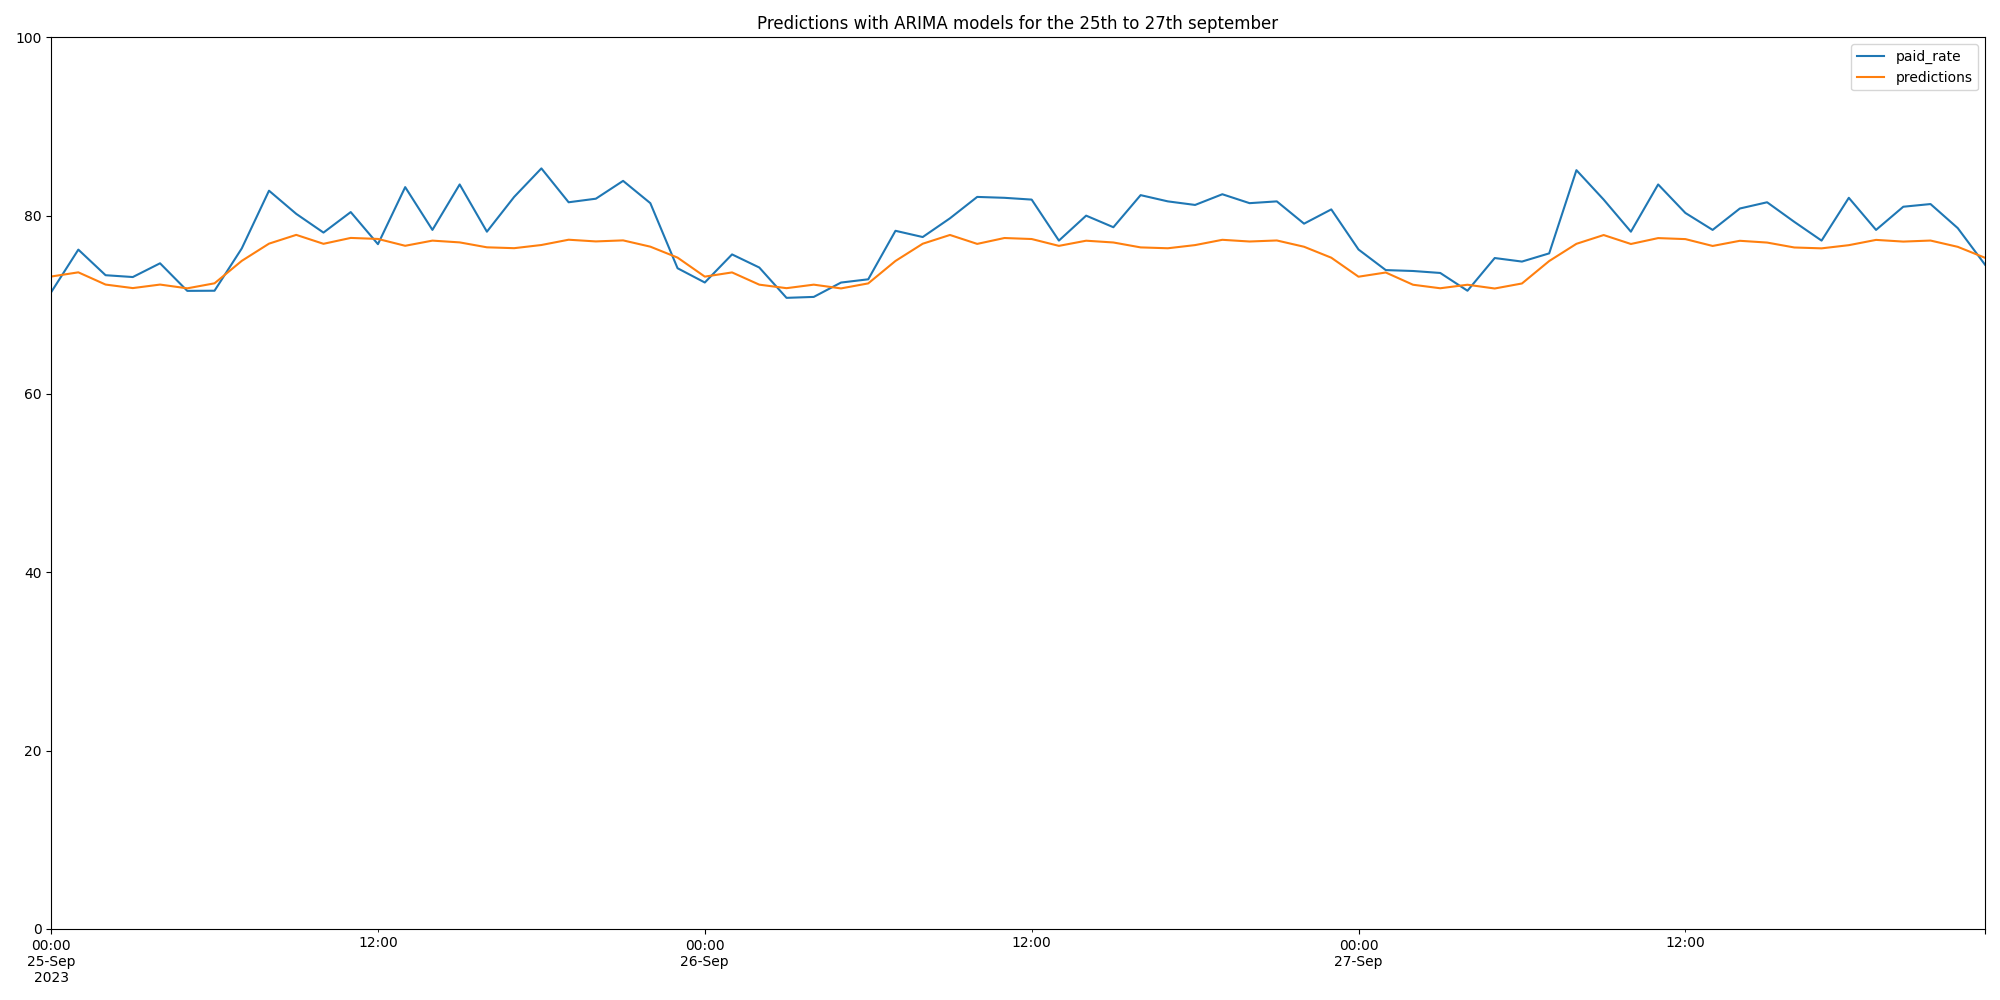 Predictions with ARIMA models for the 25th to 27th september
100
paid_rate
predictions
80
60
40
20
0
00:00 12:00 00:00 12:00 00:00 12:00
25-Sep 26-Sep 27-Sep
2023